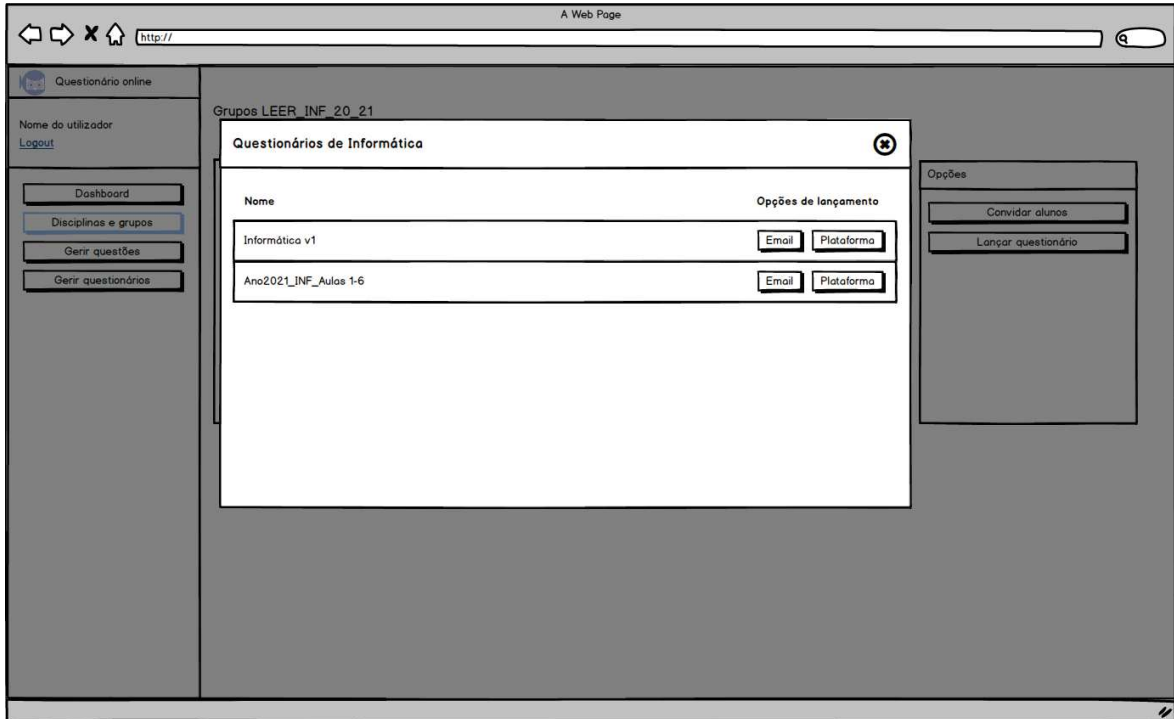 A Web Page
http://
Questionário online
Nome do utilizador
Logout
Dashboard
Disciplinas e grupos
Gerir questões
Gerir questionários
Grupos LEER_INF_20_21
Questionários de Informática
Nome Opções de lançamento
Informática v1 Email Plataforma
Ano2021_INF_Aulas 1-6 Email Plataforma
Opções
Convidar alunos
Lançar questionário